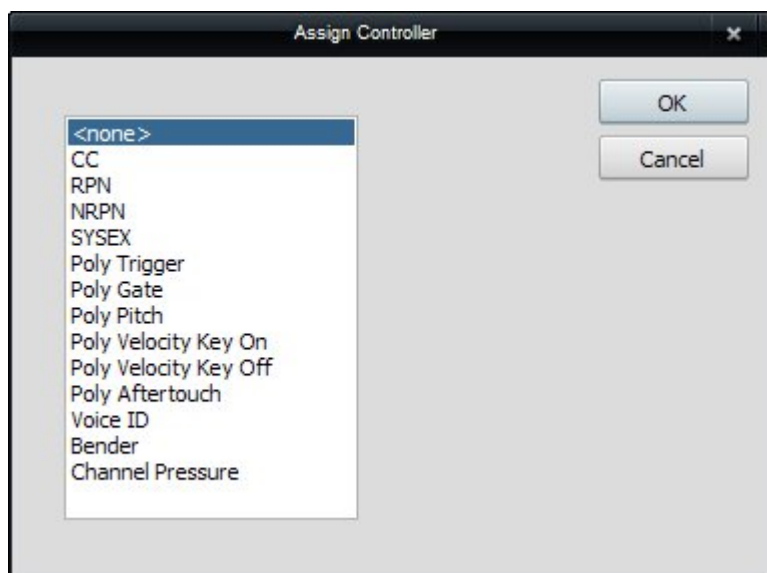 Assign Controller
OK
Cancel
<none>
CC
RPN
NRPN
SYSEX
Poly Trigger
Poly Gate
Poly Pitch
Poly Velocity Key On
Poly Velocity Key Off
Poly Aftertouch
Voice ID
Bender
Channel Pressure